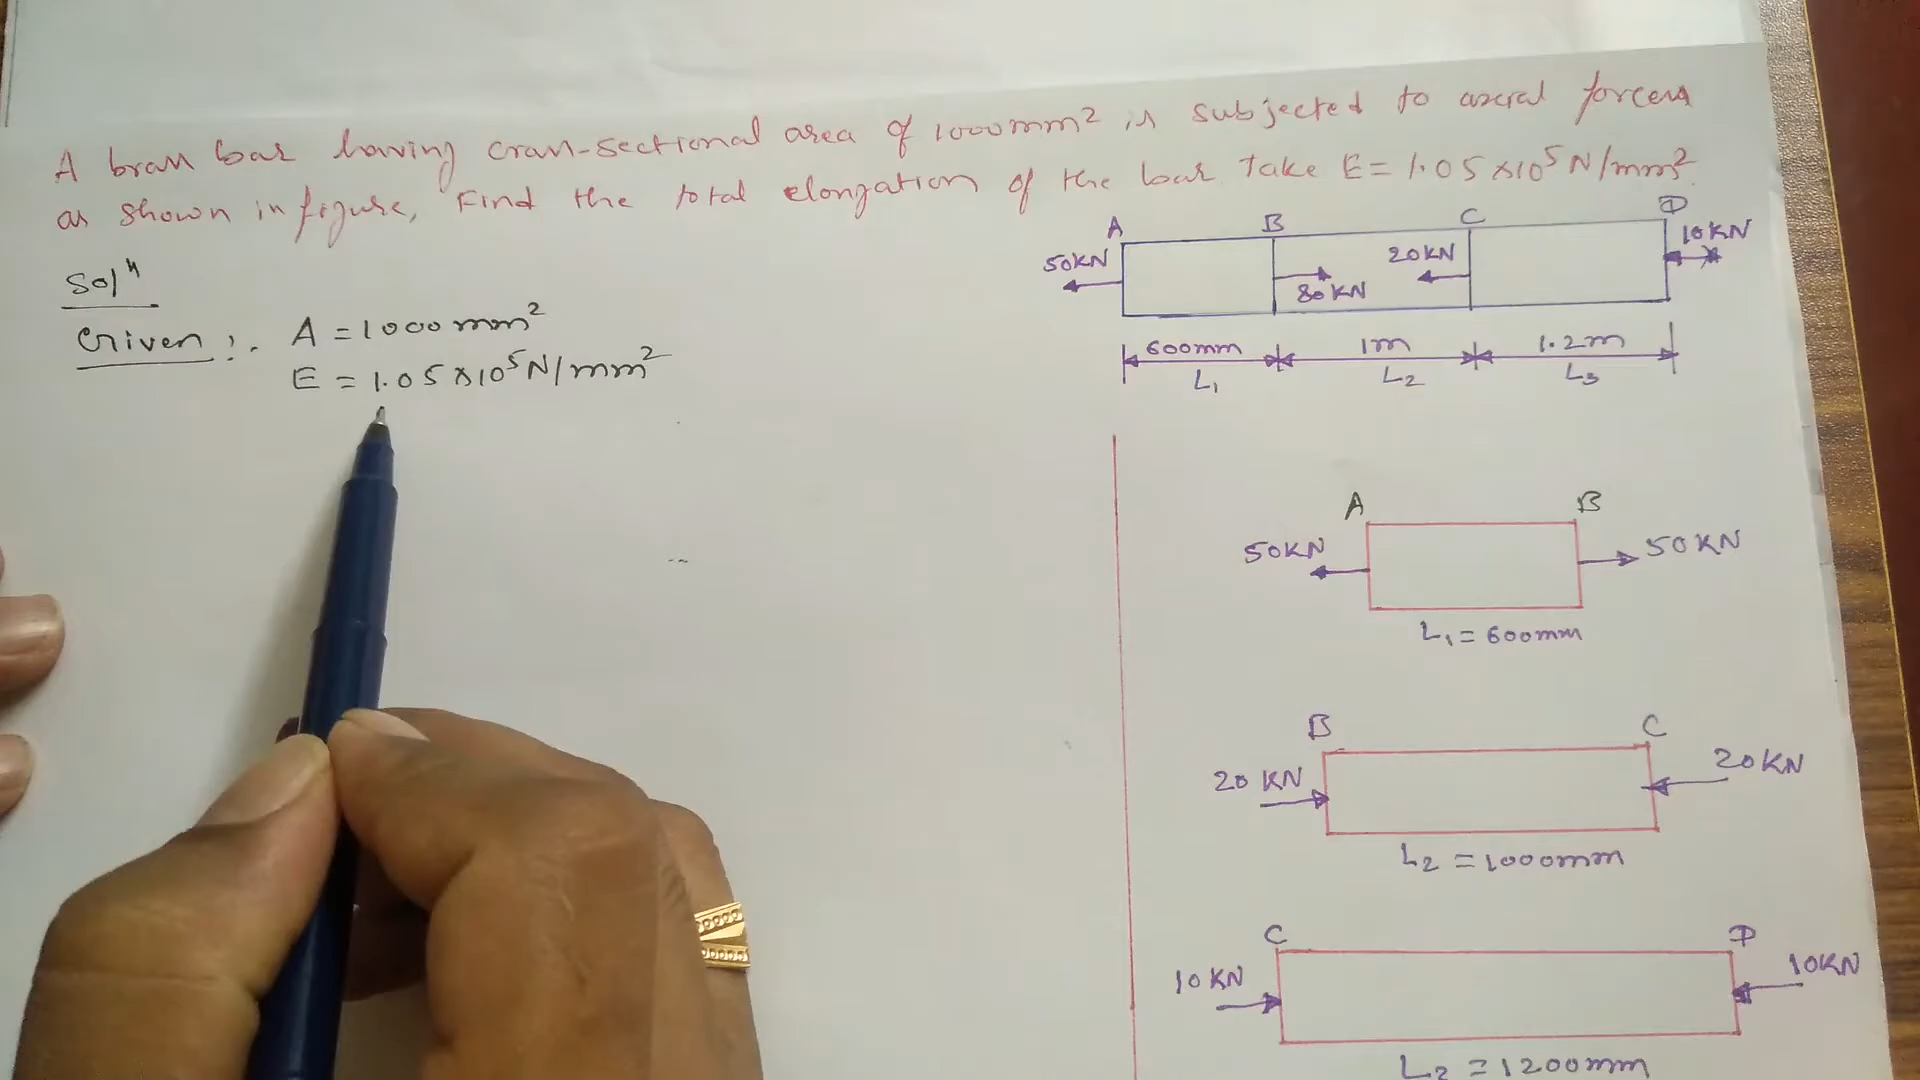 A brass bar having cross-sectional area of 1000mm² is subjected to axial forces
as shown in figure, Find the total elongation of the bar. Take E = 1.05 × 10⁵ N/mm².
Solⁿ
Given :. A = 1000 mm²
E = 1.05 × 10⁵ N/mm²
A B C D
50KN 80KN 20KN 10KN
600mm 1m 1.2m
L₁ L₂ L₃
A B
50KN 50KN
L₁ = 600mm
B C
20 KN 20KN
L₂ = 1000mm
C D
10 KN 10KN
L₃ = 1200mm